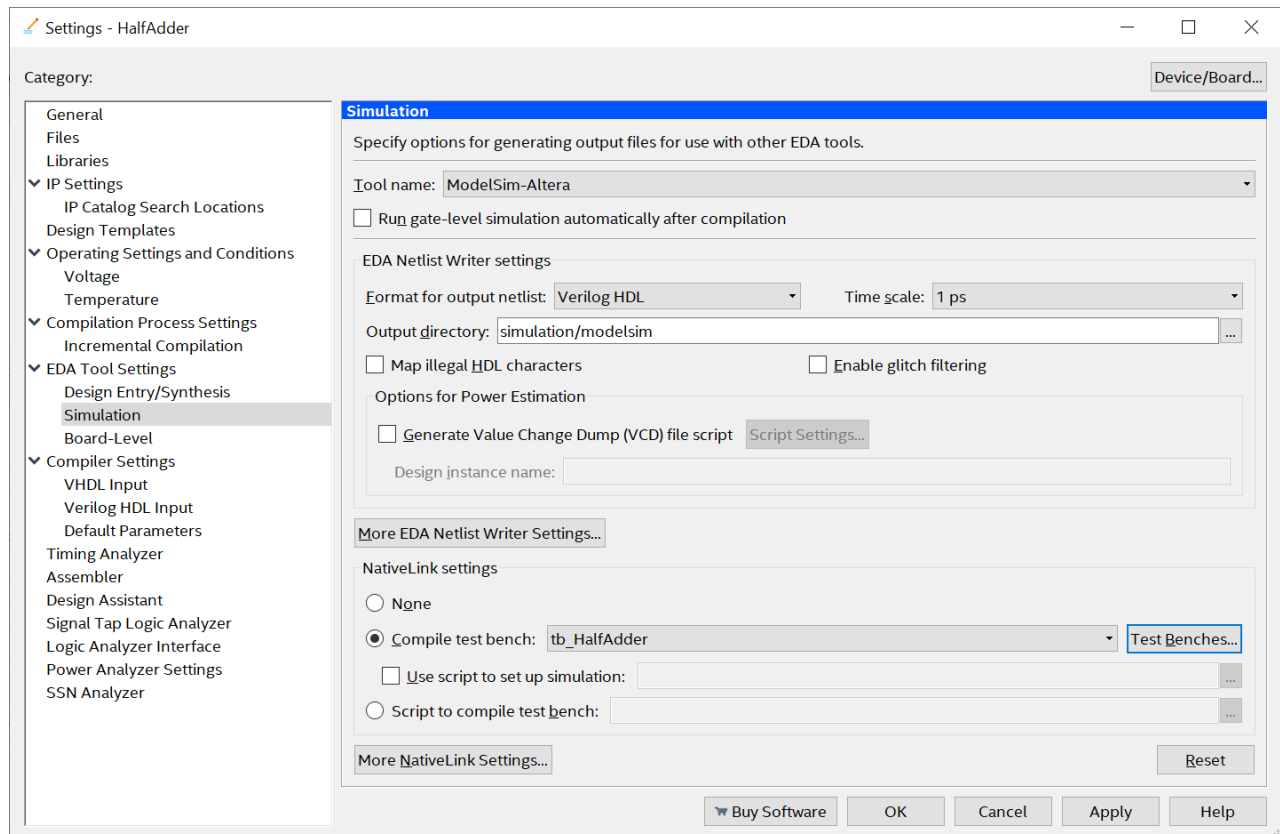 Settings - HalfAdder
Category:
Device/Board...
General
Files
Libraries
IP Settings
IP Catalog Search Locations
Design Templates
Operating Settings and Conditions
Voltage
Temperature
Compilation Process Settings
Incremental Compilation
EDA Tool Settings
Design Entry/Synthesis
Simulation
Board-Level
Compiler Settings
VHDL Input
Verilog HDL Input
Default Parameters
Timing Analyzer
Assembler
Design Assistant
Signal Tap Logic Analyzer
Logic Analyzer Interface
Power Analyzer Settings
SSN Analyzer
Simulation
Specify options for generating output files for use with other EDA tools.
Tool name: ModelSim-Altera
Run gate-level simulation automatically after compilation
EDA Netlist Writer settings
Format for output netlist: Verilog HDL Time scale: 1 ps
Output directory: simulation/modelsim ...
Map illegal HDL characters Enable glitch filtering
Options for Power Estimation
Generate Value Change Dump (VCD) file script Script Settings...
Design instance name:
More EDA Netlist Writer Settings...
NativeLink settings
None
Compile test bench: tb_HalfAdder Test Benches...
Use script to set up simulation: ...
Script to compile test bench: ...
More NativeLink Settings... Reset
Buy Software OK Cancel Apply Help